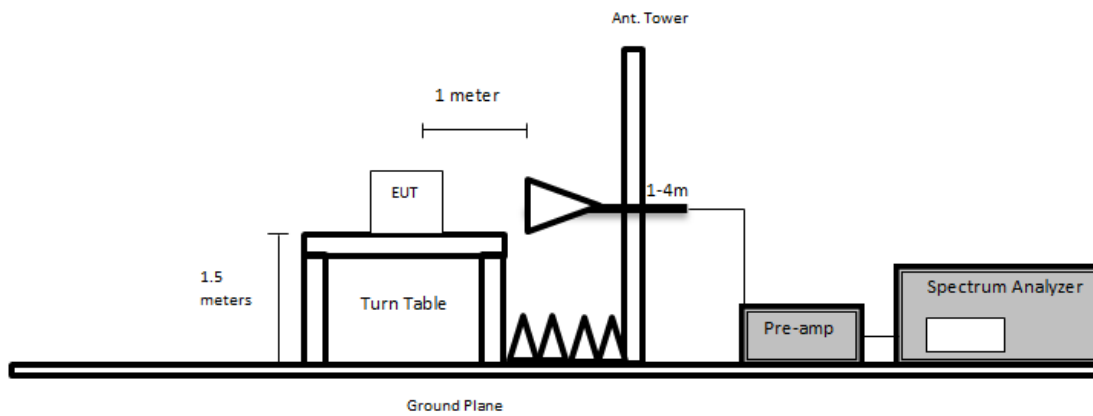 Ant. Tower
1 meter
EUT
1-4m
1.5
meters
Turn Table
Spectrum Analyzer
Pre-amp
Ground Plane